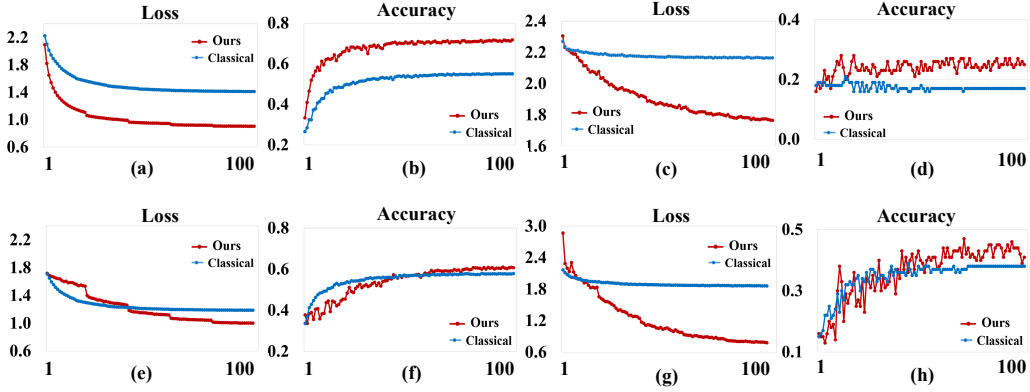 Loss
2.2
1.8
1.4
1.0
0.6
Ours
Classical
1
100
(a)
Accuracy
0.8
0.6
0.4
0.2
Ours
Classical
1
100
(b)
Loss
2.4
2.2
2.0
1.8
1.6
Ours
Classical
1
100
(c)
Accuracy
0.4
0.2
0.0
Ours
Classical
1
100
(d)
Loss
2.2
1.8
1.4
1.0
0.6
Ours
Classical
1
100
(e)
Accuracy
0.8
0.6
0.4
0.2
Ours
Classical
1
100
(f)
Loss
3.0
2.4
1.8
1.2
0.6
Ours
Classical
1
100
(g)
Accuracy
0.5
0.3
0.1
Ours
Classical
1
100
(h)